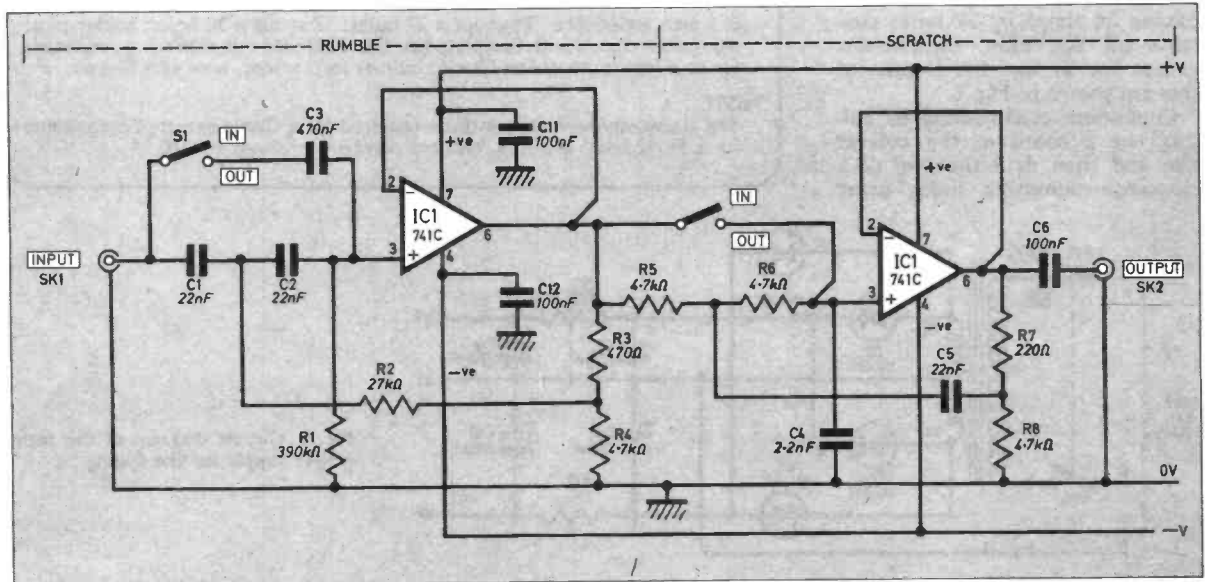 RUMBLE
SCRATCH
+V
S1
IN
OUT
C3
470nF
+ve
C11
100nF
2
-
7
IC1
741C
3
+
6
4
INPUT
SK1
C1
22nF
C2
22nF
C12
100nF
IN
OUT
R5
4.7kΩ
R6
4.7kΩ
+ve
2
-
7
IC1
741C
3
+
6
4
C6
100nF
OUTPUT
SK2
-ve
-ve
R3
470Ω
R7
220Ω
R2
27kΩ
C5
22nF
R1
390kΩ
R4
4.7kΩ
C4
2.2nF
R8
4.7kΩ
0V
-V